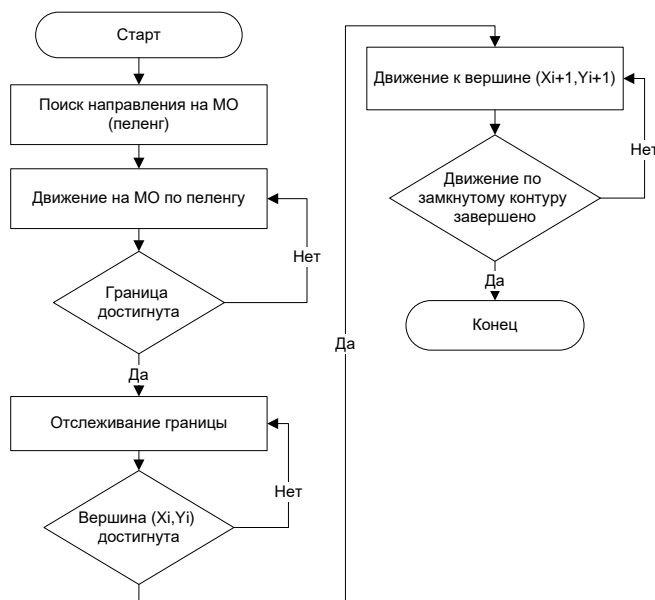 Старт
Поиск направления на МО
(пеленг)
Движение на МО по пеленгу
Нет
Граница
достигнута
Да
Отслеживание границы
Нет
Вершина (Xi,Yi)
достигнута
Да
Движение к вершине (Xi+1,Yi+1)
Нет
Движение по
замкнутому контуру
завершено
Да
Конец